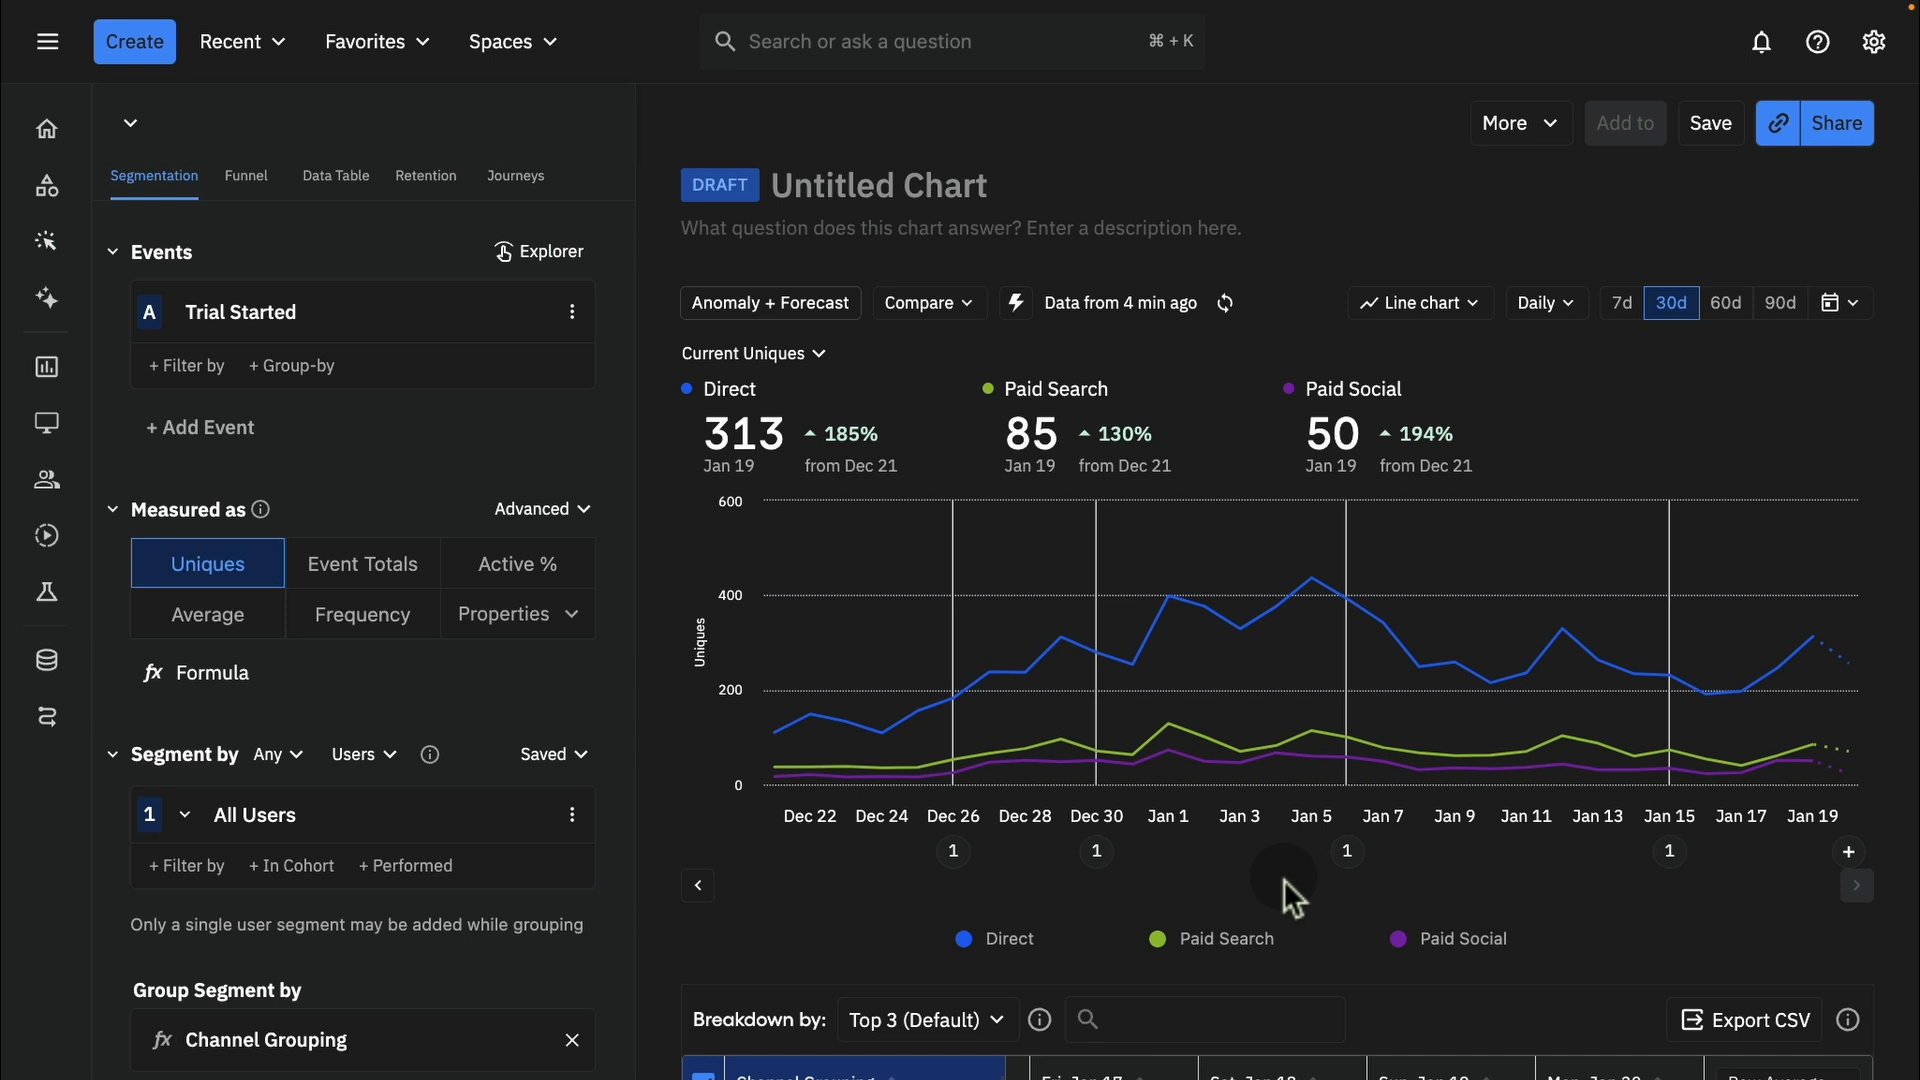 Create Recent Favorites Spaces Search or ask a question ⌘ + K
More Add to Save Share
Segmentation Funnel Data Table Retention Journeys
DRAFT Untitled Chart
What question does this chart answer? Enter a description here.
Events Explorer
A Trial Started
+ Filter by + Group-by
+ Add Event
Measured as Advanced
Uniques Event Totals Active %
Average Frequency Properties
fx Formula
Segment by Any Users Saved
1 All Users
+ Filter by + In Cohort + Performed
Only a single user segment may be added while grouping
Group Segment by
fx Channel Grouping
Anomaly + Forecast Compare Data from 4 min ago Line chart Daily 7d 30d 60d 90d
Current Uniques
Direct Paid Search Paid Social
313 185% 85 130% 50 194%
Jan 19 from Dec 21 Jan 19 from Dec 21 Jan 19 from Dec 21
600
400
Uniques
200
0
Dec 22 Dec 24 Dec 26 Dec 28 Dec 30 Jan 1 Jan 3 Jan 5 Jan 7 Jan 9 Jan 11 Jan 13 Jan 15 Jan 17 Jan 19
1 1 1 1 +
Direct Paid Search Paid Social
Breakdown by: Top 3 (Default) Export CSV